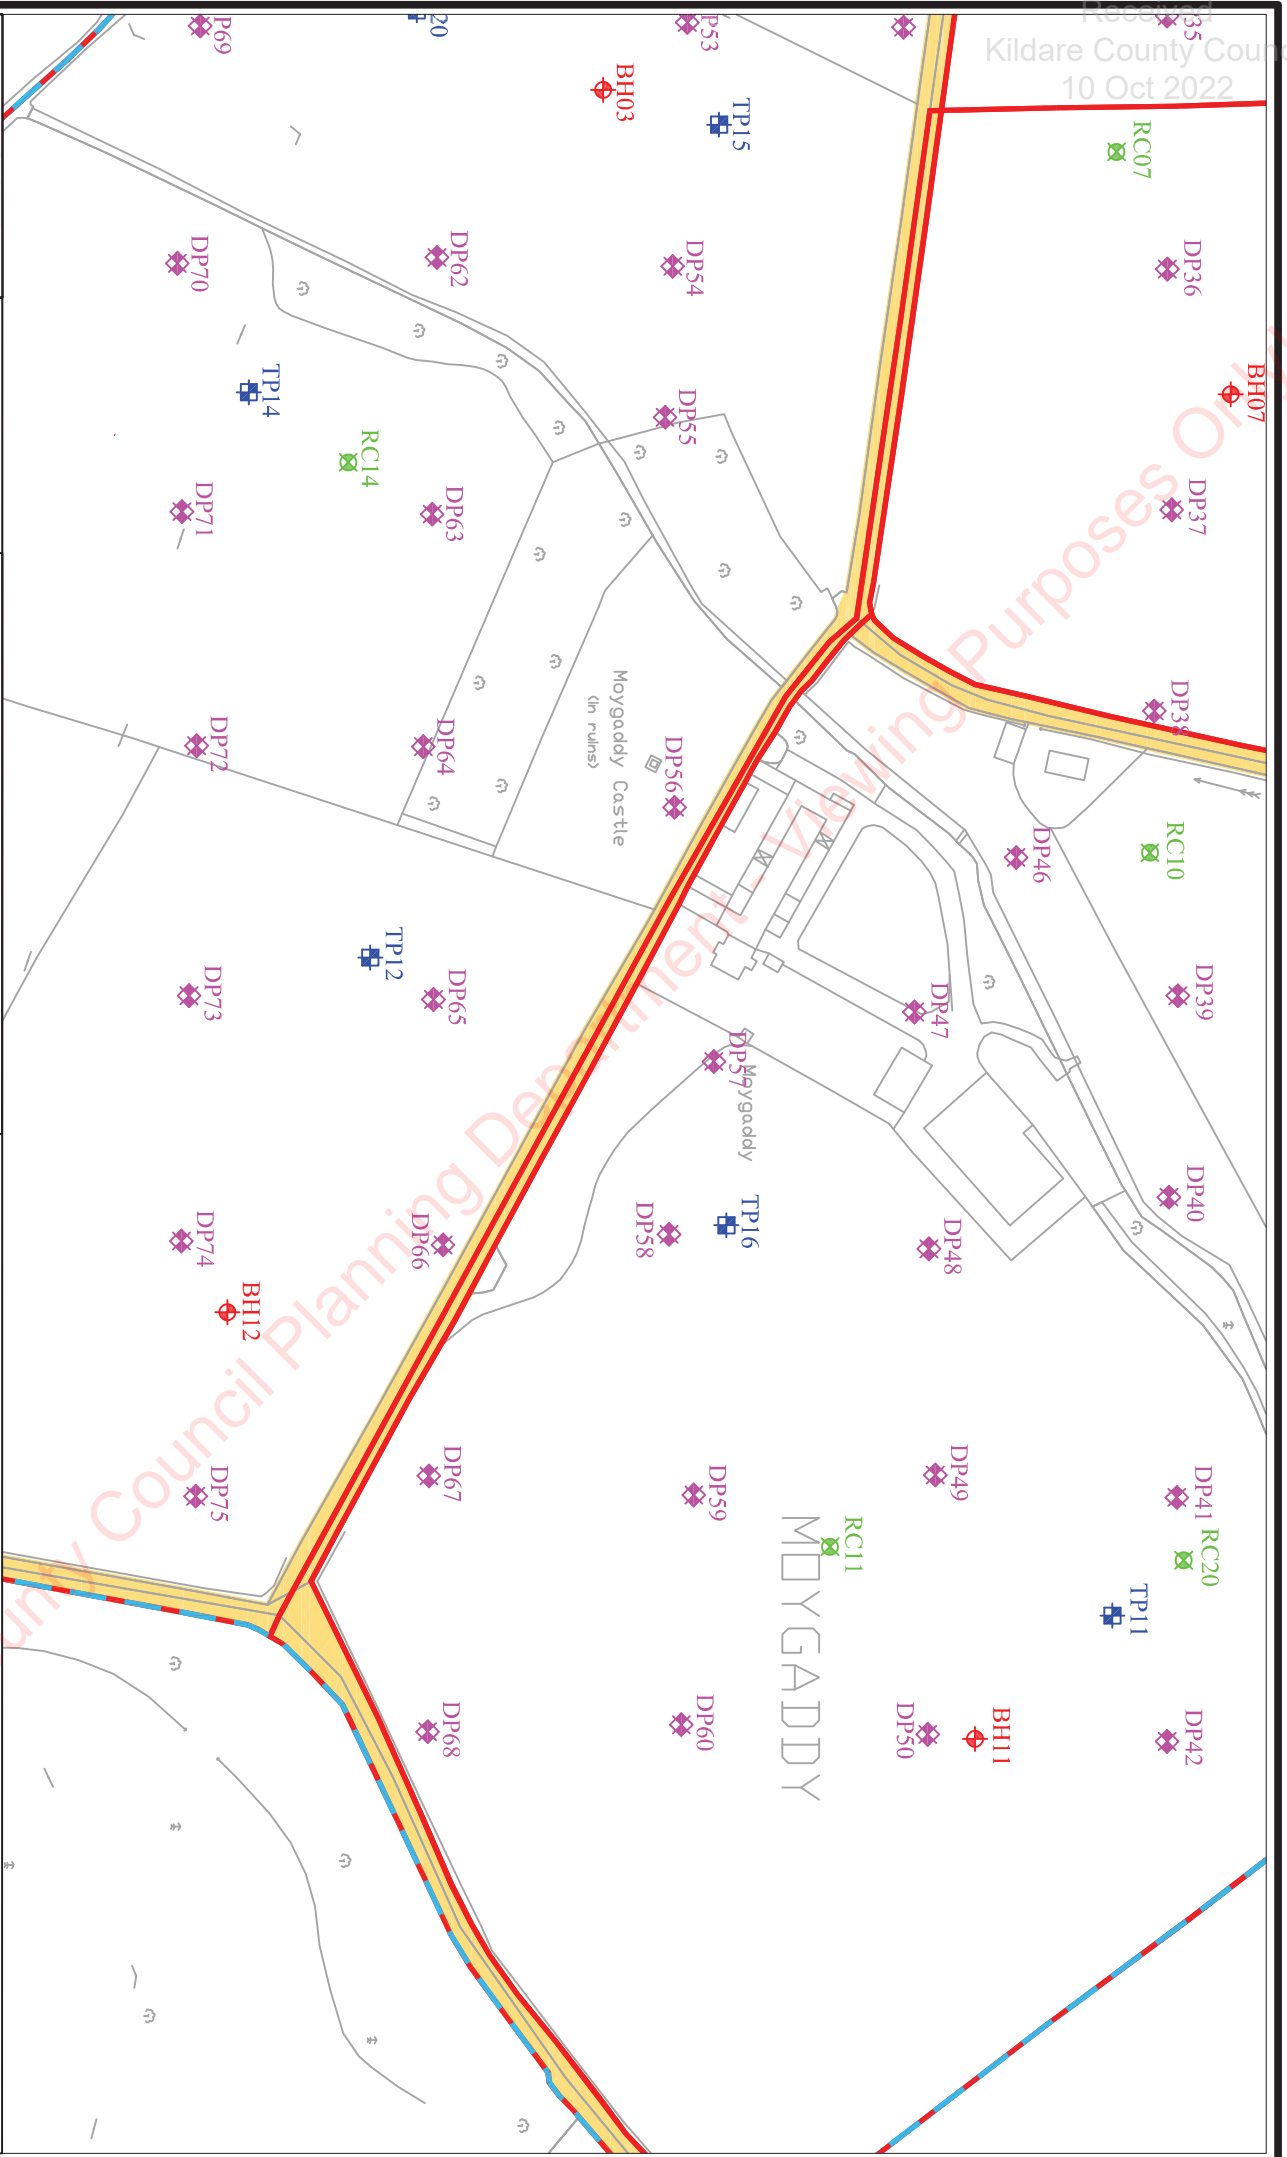 Received
Kildare County Counc
10 Oct 2022
P69
20
P53
35
BH03
TP15
RC07
DP70
DP62
DP54
DP36
TP14
BH07
RC14
DP55
DP71
DP63
DP37
DP72
DP64
Moygaddy Castle
(in ruins)
DP56
DP38
DP46
RC10
TP12
DP73
DP65
DP47
DP39
DP57
Moygaddy
DP74
DP66
DP58
TP16
DP48
DP40
BH12
DP75
DP67
DP59
DP49
DP41
RC11
RC20
TP11
MOYGADDY
DP68
DP60
DP50
BH11
DP42
unty Council Planning Department - Viewing Purposes Only!